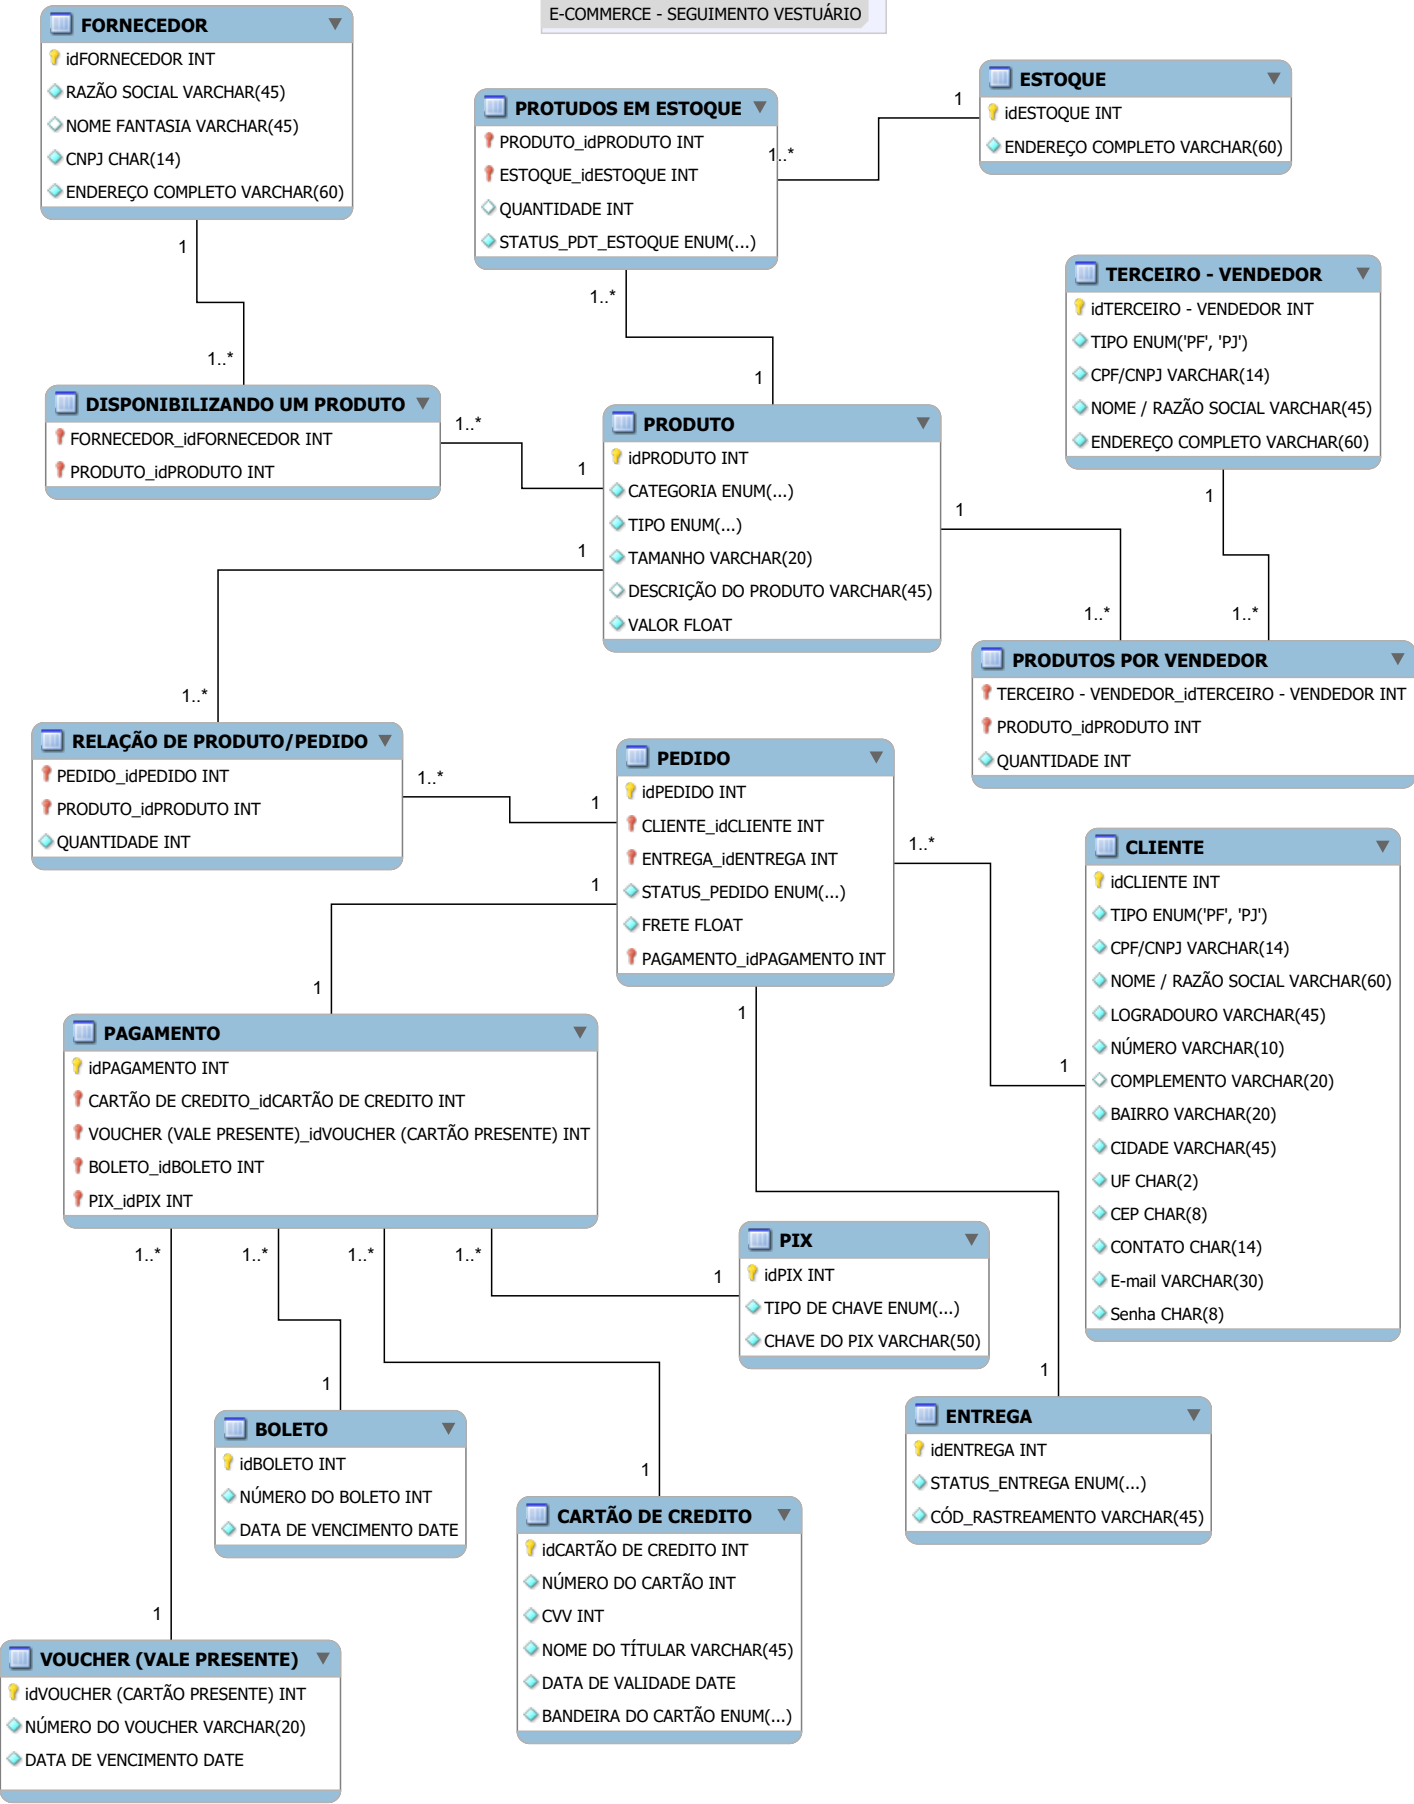 E-COMMERCE - SEGUIMENTO VESTUÁRIO
FORNECEDOR
idFORNECEDOR INT
RAZÃO SOCIAL VARCHAR(45)
NOME FANTASIA VARCHAR(45)
CNPJ CHAR(14)
ENDEREÇO COMPLETO VARCHAR(60)
1
1..*
PROTUDOS EM ESTOQUE
PRODUTO_idPRODUTO INT
ESTOQUE_idESTOQUE INT
QUANTIDADE INT
STATUS_PDT_ESTOQUE ENUM(...)
1..*
1
1..*
1
ESTOQUE
idESTOQUE INT
ENDEREÇO COMPLETO VARCHAR(60)
TERCEIRO - VENDEDOR
idTERCEIRO - VENDEDOR INT
TIPO ENUM('PF', 'PJ')
CPF/CNPJ VARCHAR(14)
NOME / RAZÃO SOCIAL VARCHAR(45)
ENDEREÇO COMPLETO VARCHAR(60)
1
1..*
DISPONIBILIZANDO UM PRODUTO
FORNECEDOR_idFORNECEDOR INT
PRODUTO_idPRODUTO INT
1..*
1
PRODUTO
idPRODUTO INT
CATEGORIA ENUM(...)
TIPO ENUM(...)
TAMANHO VARCHAR(20)
DESCRIÇÃO DO PRODUTO VARCHAR(45)
VALOR FLOAT
1
1..*
1
1..*
PRODUTOS POR VENDEDOR
TERCEIRO - VENDEDOR_idTERCEIRO - VENDEDOR INT
PRODUTO_idPRODUTO INT
QUANTIDADE INT
RELAÇÃO DE PRODUTO/PEDIDO
PEDIDO_idPEDIDO INT
PRODUTO_idPRODUTO INT
QUANTIDADE INT
1..*
1
PEDIDO
idPEDIDO INT
CLIENTE_idCLIENTE INT
ENTREGA_idENTREGA INT
STATUS_PEDIDO ENUM(...)
FRETE FLOAT
PAGAMENTO_idPAGAMENTO INT
1..*
1
1
1
1
1
CLIENTE
idCLIENTE INT
TIPO ENUM('PF', 'PJ')
CPF/CNPJ VARCHAR(14)
NOME / RAZÃO SOCIAL VARCHAR(60)
LOGRADOURO VARCHAR(45)
NÚMERO VARCHAR(10)
COMPLEMENTO VARCHAR(20)
BAIRRO VARCHAR(20)
CIDADE VARCHAR(45)
UF CHAR(2)
CEP CHAR(8)
CONTATO CHAR(14)
E-mail VARCHAR(30)
Senha CHAR(8)
PAGAMENTO
idPAGAMENTO INT
CARTÃO DE CREDITO_idCARTÃO DE CREDITO INT
VOUCHER (VALE PRESENTE)_idVOUCHER (CARTÃO PRESENTE) INT
BOLETO_idBOLETO INT
PIX_idPIX INT
1..*
1..*
1..*
1..*
1
1
1
1
PIX
idPIX INT
TIPO DE CHAVE ENUM(...)
CHAVE DO PIX VARCHAR(50)
BOLETO
idBOLETO INT
NÚMERO DO BOLETO INT
DATA DE VENCIMENTO DATE
ENTREGA
idENTREGA INT
STATUS_ENTREGA ENUM(...)
CÓD_RASTREAMENTO VARCHAR(45)
CARTÃO DE CREDITO
idCARTÃO DE CREDITO INT
NÚMERO DO CARTÃO INT
CVV INT
NOME DO TÍTULAR VARCHAR(45)
DATA DE VALIDADE DATE
BANDEIRA DO CARTÃO ENUM(...)
VOUCHER (VALE PRESENTE)
idVOUCHER (CARTÃO PRESENTE) INT
NÚMERO DO VOUCHER VARCHAR(20)
DATA DE VENCIMENTO DATE